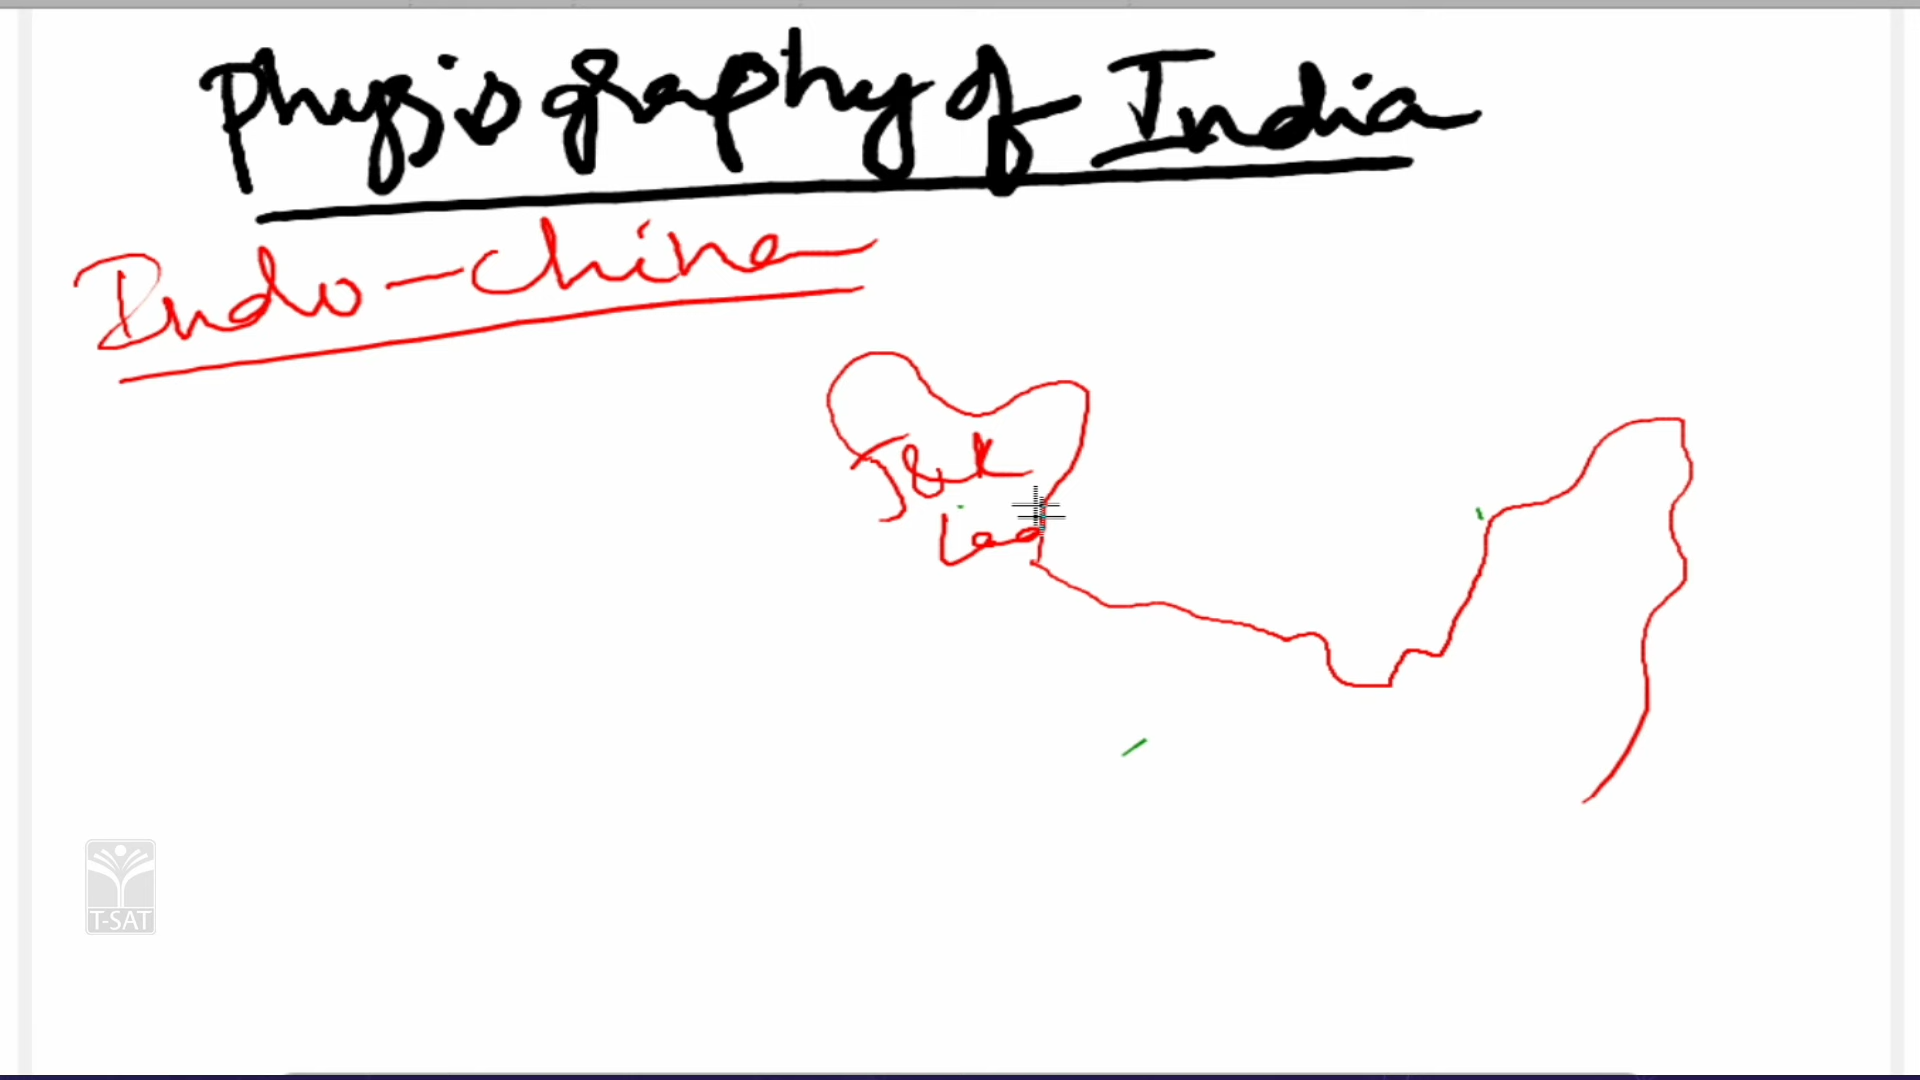 Physiography of India
Indo-China
J&K
Lad
T-SAT